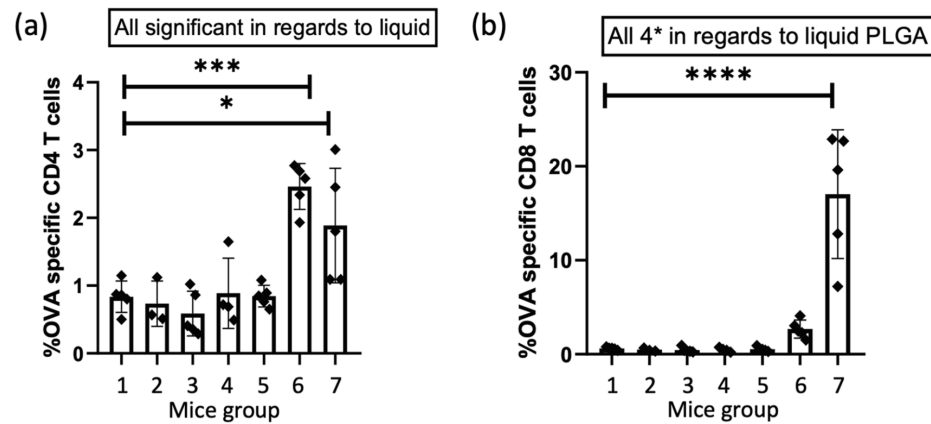 (a)
All significant in regards to liquid
***
*
%OVA specific CD4 T cells
4
3
2
1
0
1 2 3 4 5 6 7
Mice group
(b)
All 4* in regards to liquid PLGA
****
%OVA specific CD8 T cells
30
20
10
0
1 2 3 4 5 6 7
Mice group